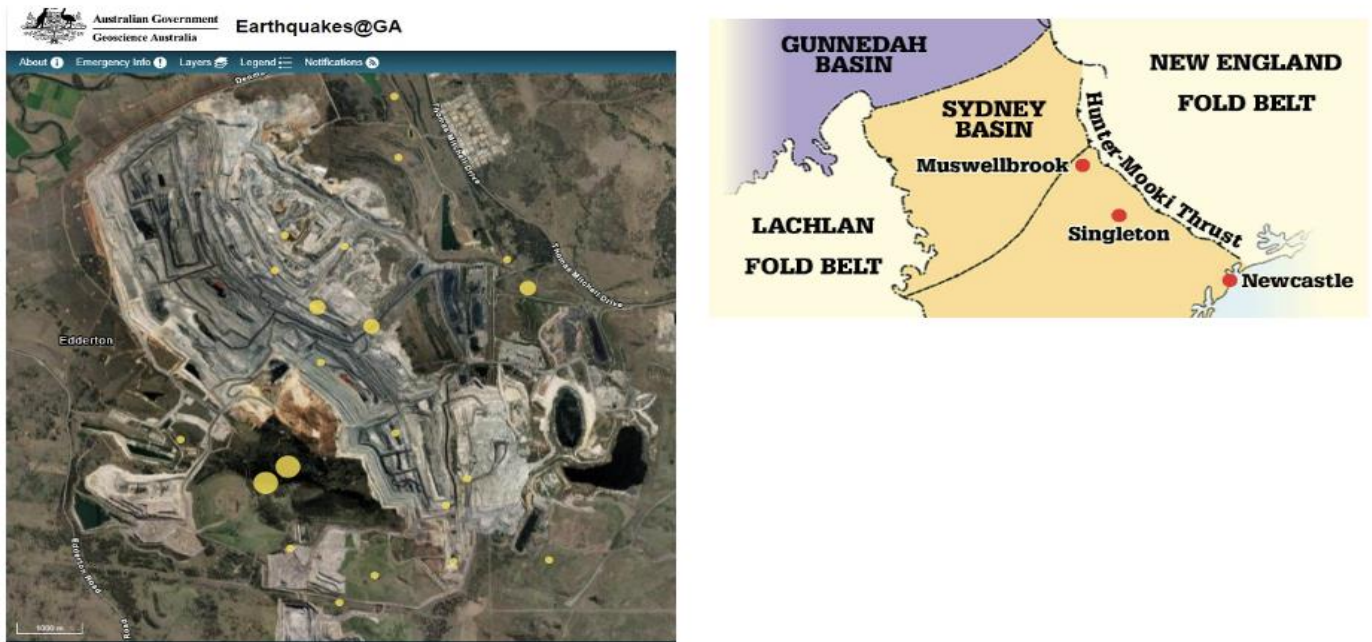 Australian Government
Geoscience Australia
Earthquakes@GA
About
Emergency Info
Layers
Legend
Notifications
Thomas Mitchell Drive
Thomas Mitchell Drive
Edderton
Edderton Road
Road
1000 m
GUNNEDAH
BASIN
NEW ENGLAND
FOLD BELT
SYDNEY
BASIN
Hunter-Mooki Thrust
Muswellbrook
LACHLAN
FOLD BELT
Singleton
Newcastle